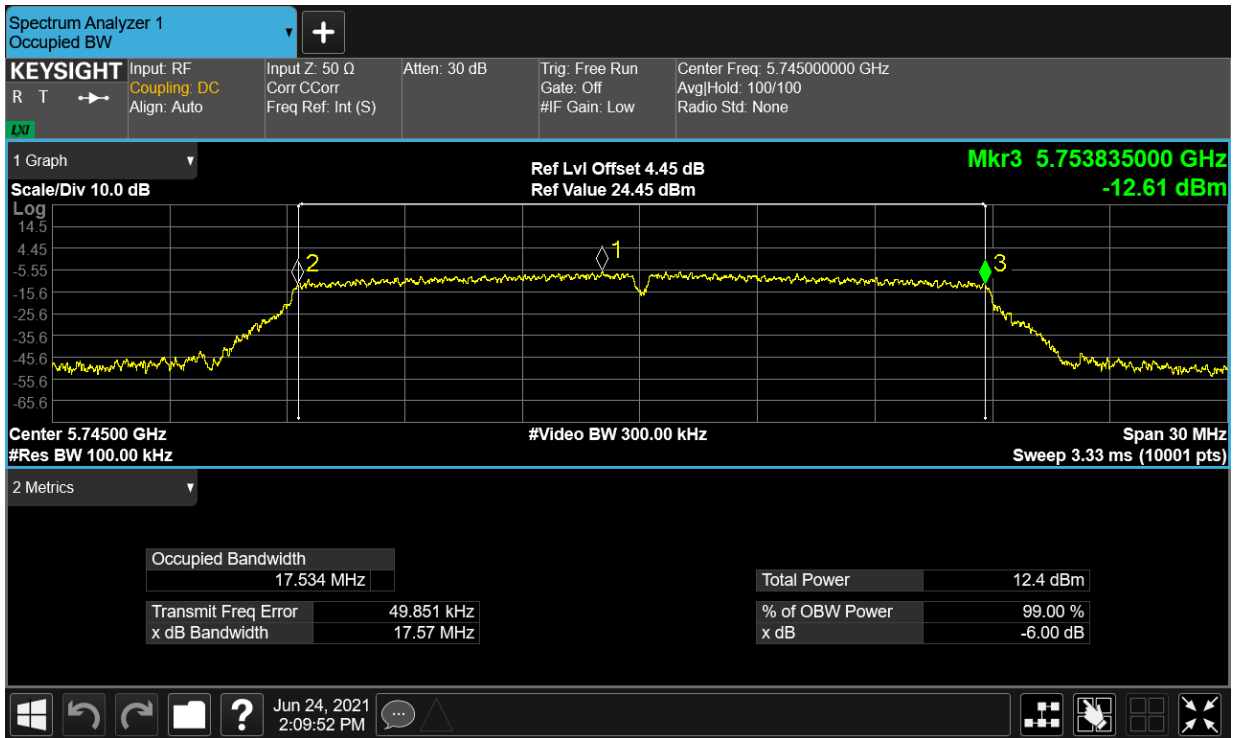 Spectrum Analyzer 1
Occupied BW
▼
+
KEYSIGHT
R T
LXI
Input: RF
Coupling: DC
Align: Auto
Input Z: 50 Ω
Corr CCorr
Freq Ref: Int (S)
Atten: 30 dB
Trig: Free Run
Gate: Off
#IF Gain: Low
Center Freq: 5.745000000 GHz
Avg|Hold: 100/100
Radio Std: None
1 Graph
Scale/Div 10.0 dB
Ref Lvl Offset 4.45 dB
Ref Value 24.45 dBm
Mkr3 5.753835000 GHz
-12.61 dBm
Log
14.5
4.45
-5.55
-15.6
-25.6
-35.6
-45.6
-55.6
-65.6
2
1
3
Center 5.74500 GHz
#Video BW 300.00 kHz
Span 30 MHz
#Res BW 100.00 kHz
Sweep 3.33 ms (10001 pts)
2 Metrics
Occupied Bandwidth
17.534 MHz
Transmit Freq Error 49.851 kHz
x dB Bandwidth 17.57 MHz
Total Power 12.4 dBm
% of OBW Power 99.00 %
x dB -6.00 dB
?
Jun 24, 2021
2:09:52 PM